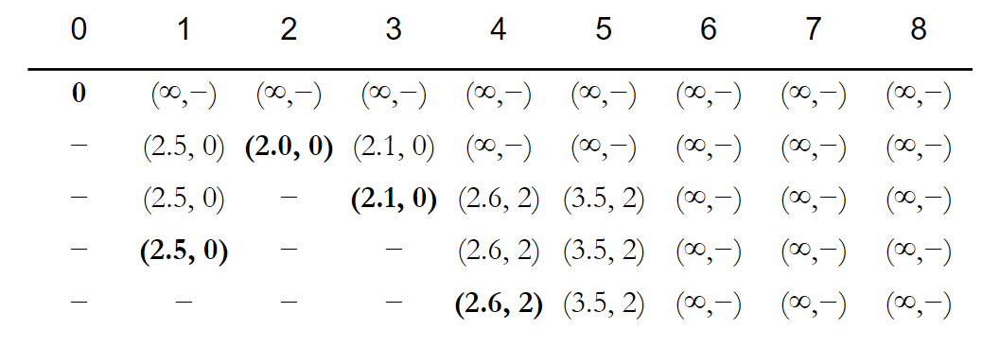 0 1 2 3 4 5 6 7 8
0 (∞,−) (∞,−) (∞,−) (∞,−) (∞,−) (∞,−) (∞,−) (∞,−)
− (2.5, 0) (2.0, 0) (2.1, 0) (∞,−) (∞,−) (∞,−) (∞,−) (∞,−)
− (2.5, 0) − (2.1, 0) (2.6, 2) (3.5, 2) (∞,−) (∞,−) (∞,−)
− (2.5, 0) − − (2.6, 2) (3.5, 2) (∞,−) (∞,−) (∞,−)
− − − − (2.6, 2) (3.5, 2) (∞,−) (∞,−) (∞,−)